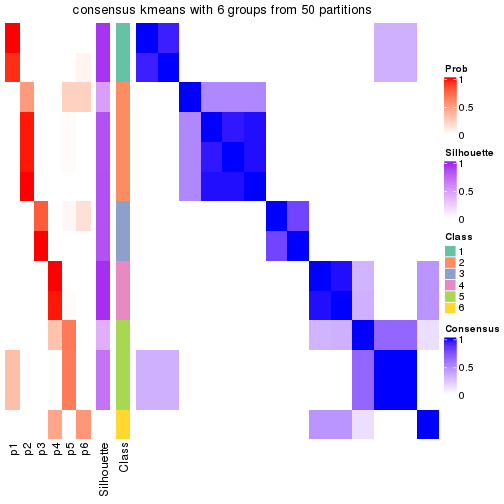 consensus kmeans with 6 groups from 50 partitions
Prob
1
0.5
0
Silhouette
1
0.5
0
Class
1
2
3
4
5
6
Consensus
1
0.5
0
p1
p2
p3
p4
p5
p6
Silhouette
Class